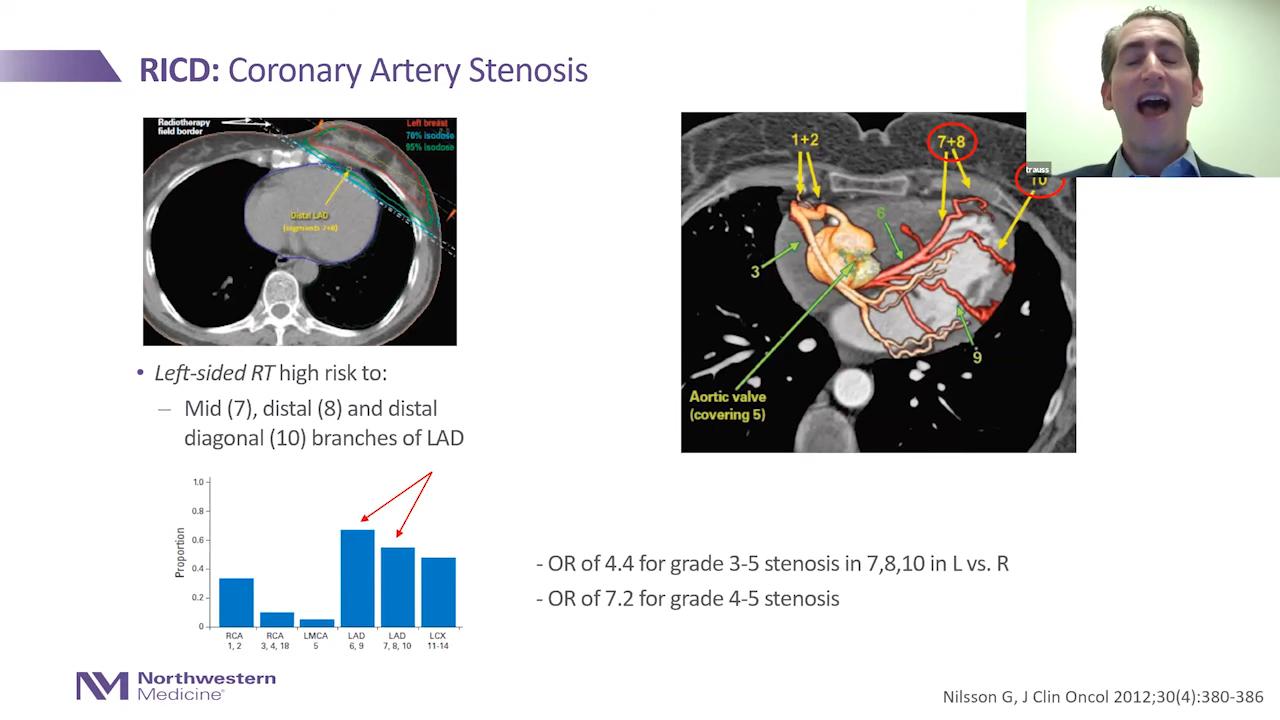 RICD: Coronary Artery Stenosis
Radiotherapy
field border
Left breast
70% isodose
95% isodose
Distal LAD
(segments 7+8)
1+2
7+8
10
trauss
6
3
9
Aortic valve
(covering 5)
• Left-sided RT high risk to:
– Mid (7), distal (8) and distal
diagonal (10) branches of LAD
Proportion
1.0
0.8
0.6
0.4
0.2
0
RCA RCA LMCA LAD LAD LCX
1, 2 3, 4, 18 5 6, 9 7, 8, 10 11-14
- OR of 4.4 for grade 3-5 stenosis in 7,8,10 in L vs. R
- OR of 7.2 for grade 4-5 stenosis
NM Northwestern
Medicine®
Nilsson G, J Clin Oncol 2012;30(4):380-386